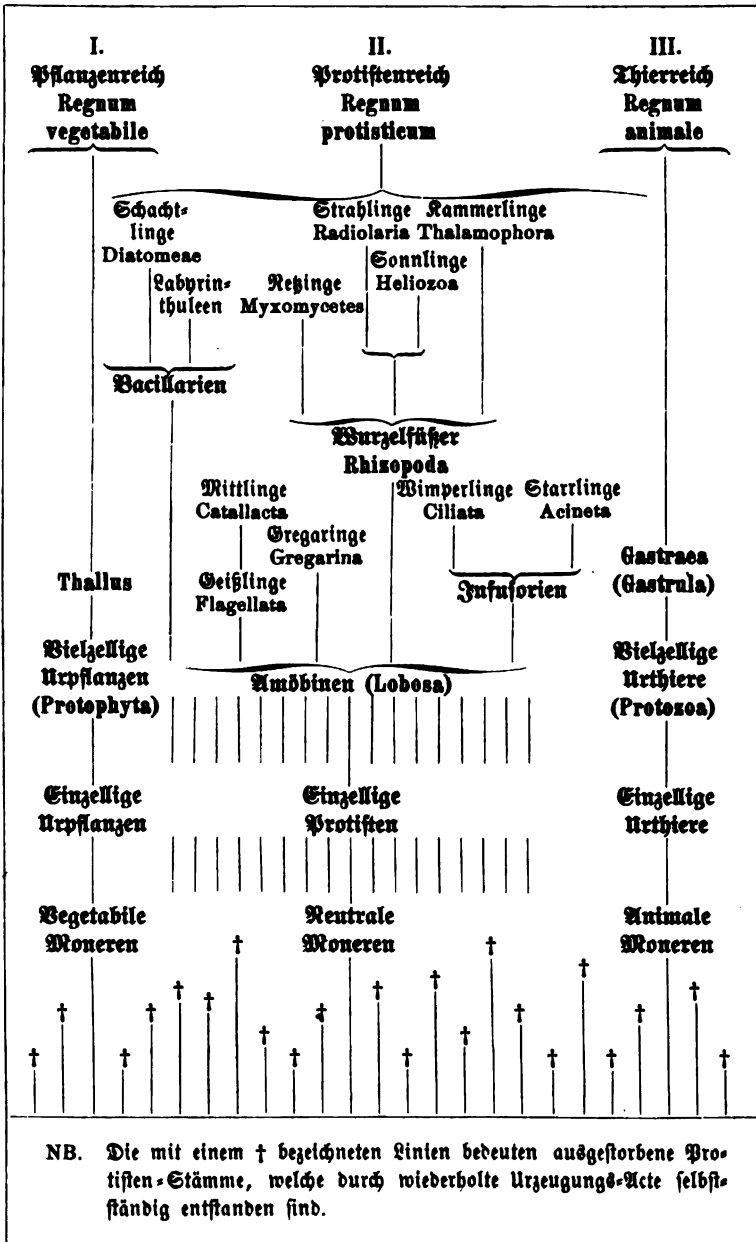 I.
Pflanzenreich
Regnum
vegetabile
II.
Protistenreich
Regnum
protisticum
III.
Thierreich
Regnum
animale
Schacht-
linge
Diatomeae
Labyrin-
thuleen
Bacillarien
Strahlinge
Radiolaria
Kammerlinge
Thalamophora
Sonnlinge
Heliozoa
Netzinge
Myxomycetes
Wurzelfüßer
Rhizopoda
Mittlinge
Catallacta
Gregaringe
Gregarina
Geißlinge
Flagellata
Wimperlinge
Ciliata
Starrlinge
Acineta
Infusorien
Thallus
Gastraea
(Gastrula)
Vielzellige
Urpflanzen
(Protophyta)
Amöbinen (Lobosa)
Vielzellige
Urthiere
(Protozoa)
Einzellige
Urpflanzen
Einzellige
Protisten
Einzellige
Urthiere
Vegetabile
Moneren
Neutrale
Moneren
Animale
Moneren
† † † † † † † † † † † † † † † † † † † † † † †
NB. Die mit einem † bezeichneten Linien bedeuten ausgestorbene Pro-
tisten-Stämme, welche durch wiederholte Urzeugungs-Acte selbst-
ständig entstanden sind.